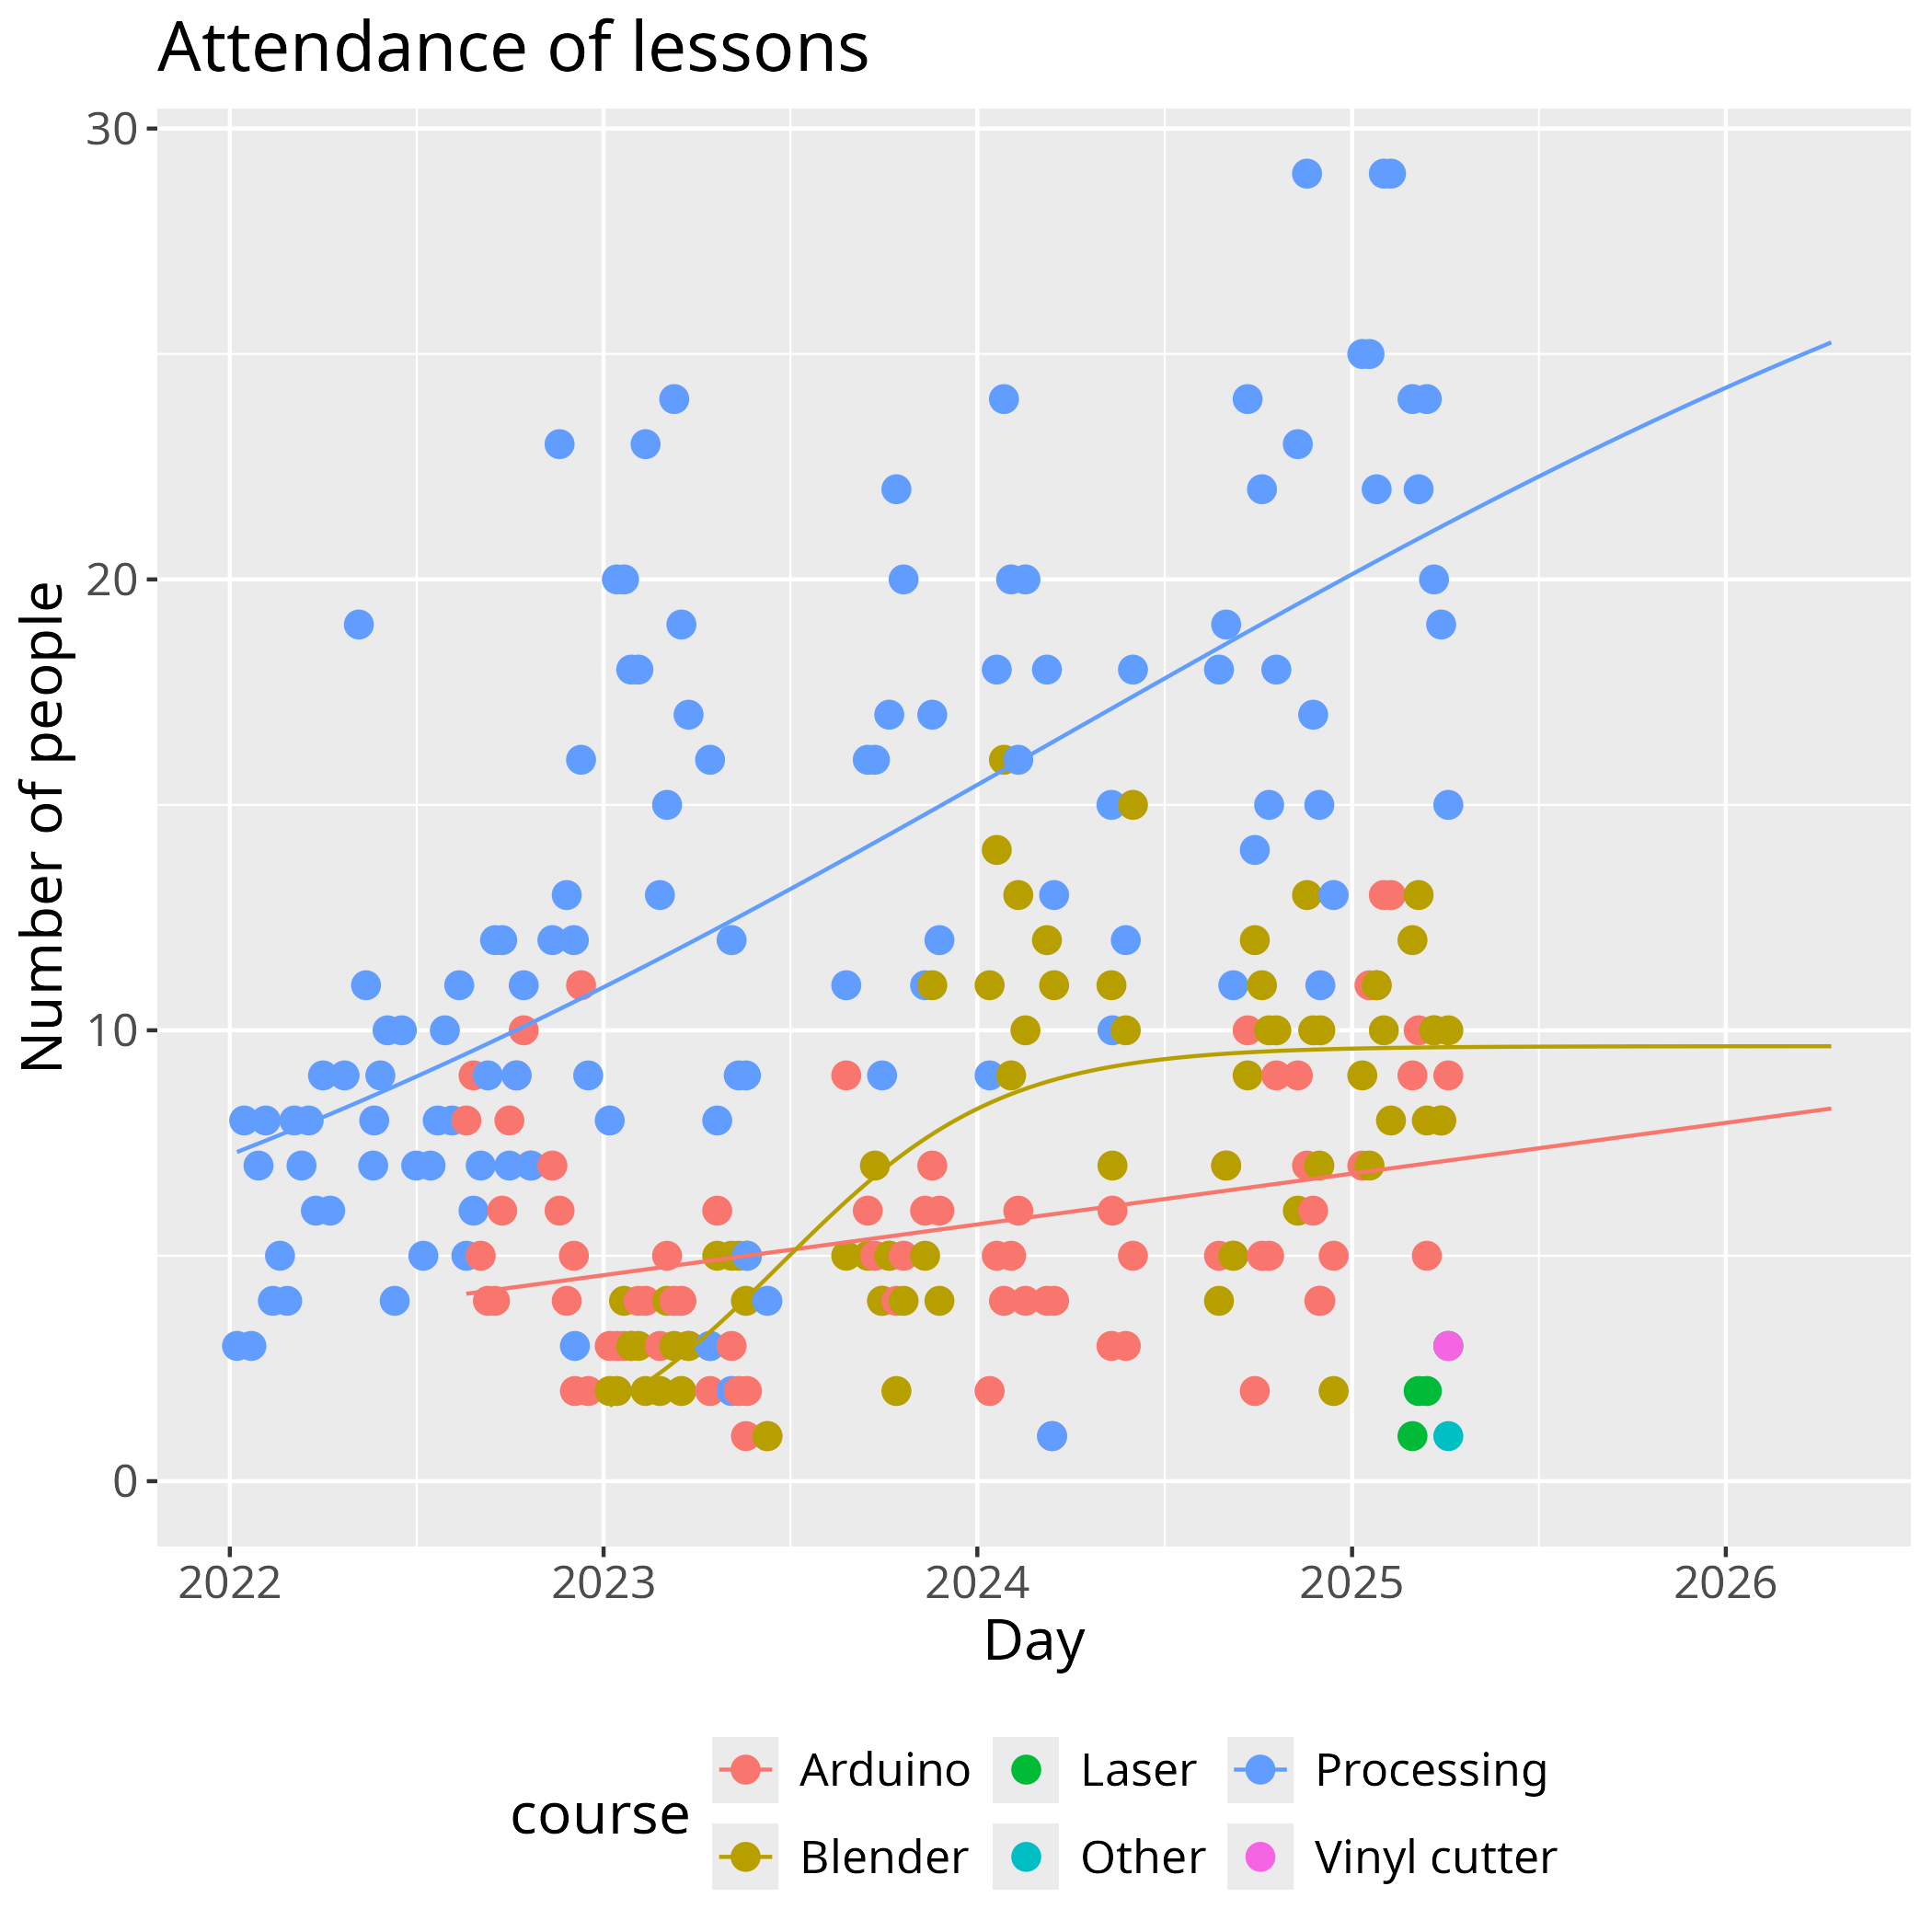 Attendance of lessons
30
20
10
0
Number of people
2022 2023 2024 2025 2026
Day
course
Arduino Laser Processing
Blender Other Vinyl cutter